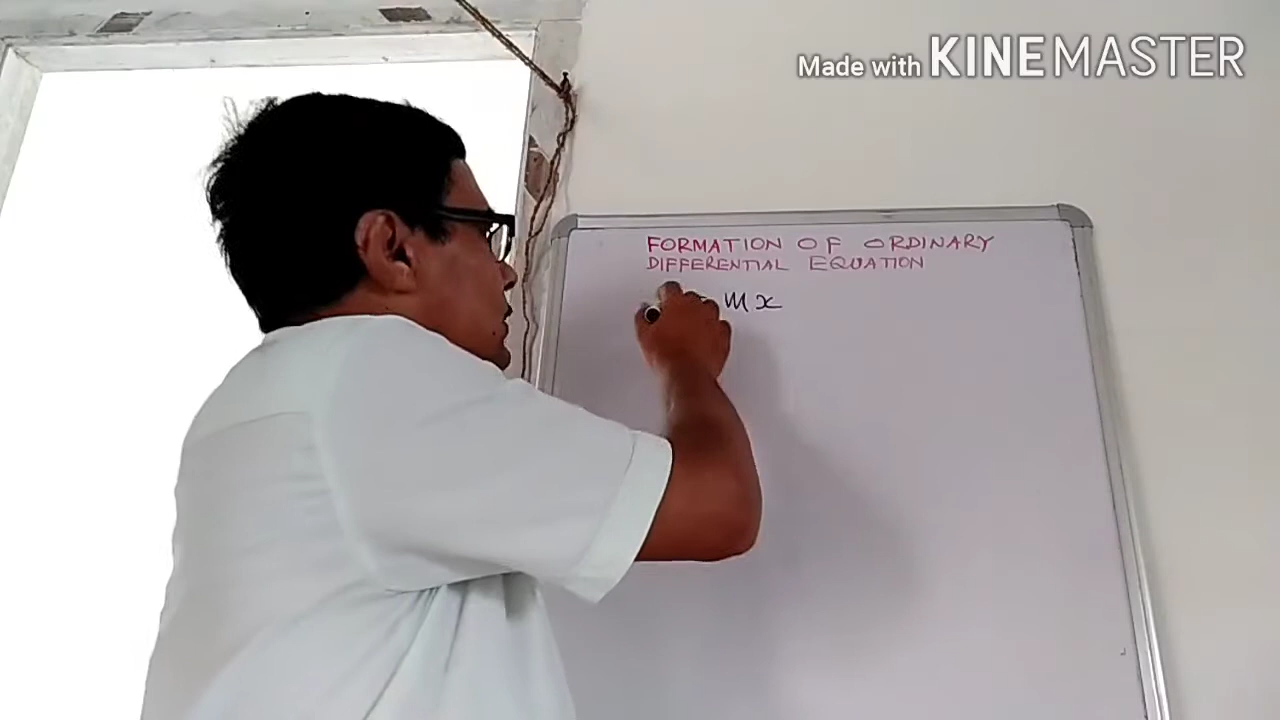 Made with KINEMASTER
FORMATION OF ORDINARY
DIFFERENTIAL EQUATION
= mx